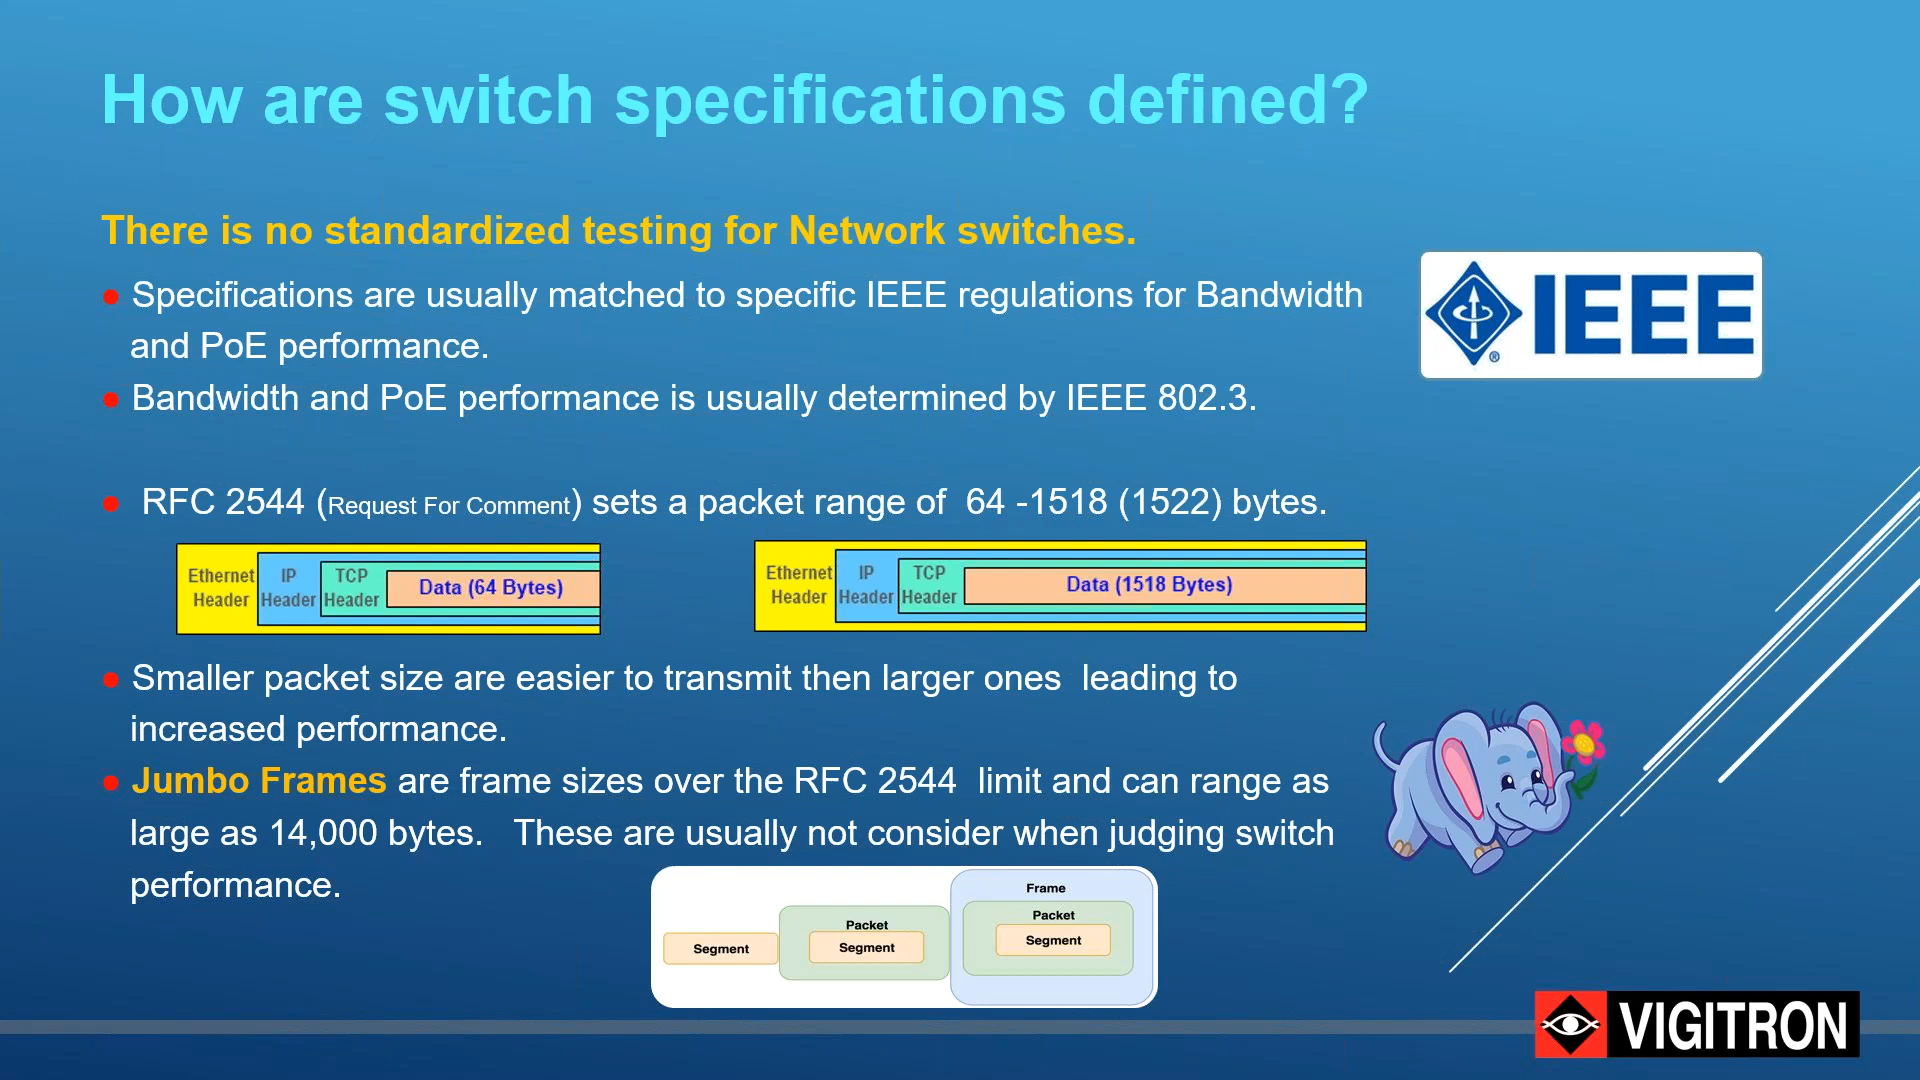 How are switch specifications defined?
There is no standardized testing for Network switches.
● Specifications are usually matched to specific IEEE regulations for Bandwidth
and PoE performance.
● Bandwidth and PoE performance is usually determined by IEEE 802.3.
IEEE
®
● RFC 2544 (Request For Comment) sets a packet range of 64 -1518 (1522) bytes.
Ethernet Header
IP Header
TCP Header
Data (64 Bytes)
Ethernet Header
IP Header
TCP Header
Data (1518 Bytes)
● Smaller packet size are easier to transmit then larger ones leading to
increased performance.
● Jumbo Frames are frame sizes over the RFC 2544 limit and can range as
large as 14,000 bytes. These are usually not consider when judging switch
performance.
Segment
Packet
Segment
Frame
Packet
Segment
VIGITRON